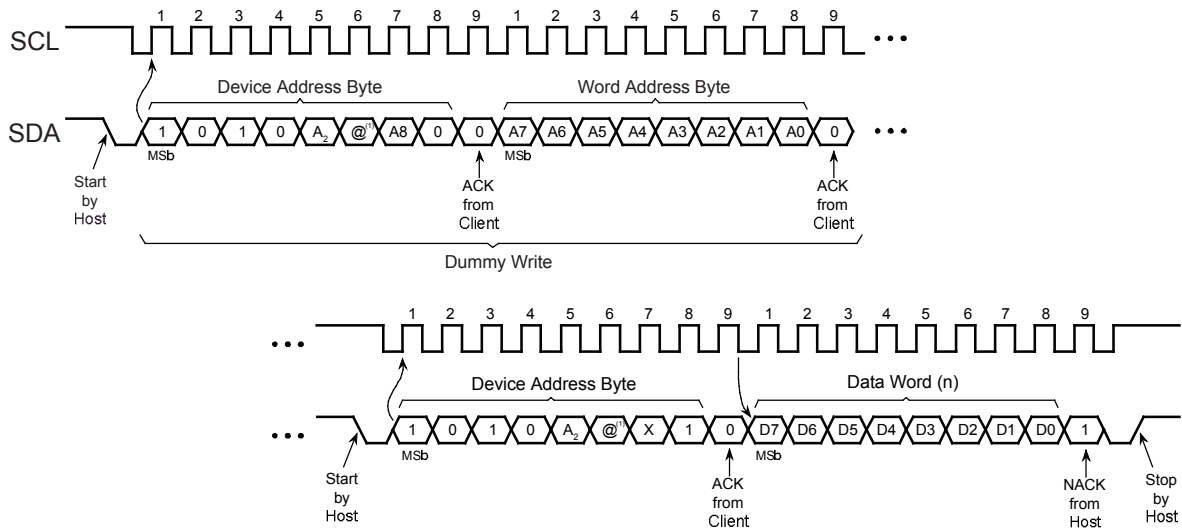 1 2 3 4 5 6 7 8 9 1 2 3 4 5 6 7 8 9
SCL
Device Address Byte Word Address Byte
SDA 1 0 1 0 A2 @(1) A8 0 0 A7 A6 A5 A4 A3 A2 A1 A0 0
MSb MSb
Start by Host
ACK from Client
ACK from Client
Dummy Write
1 2 3 4 5 6 7 8 9 1 2 3 4 5 6 7 8 9
Device Address Byte Data Word (n)
1 0 1 0 A2 @(1) X 1 0 D7 D6 D5 D4 D3 D2 D1 D0 1
MSb MSb
Start by Host
ACK from Client
NACK from Host
Stop by Host